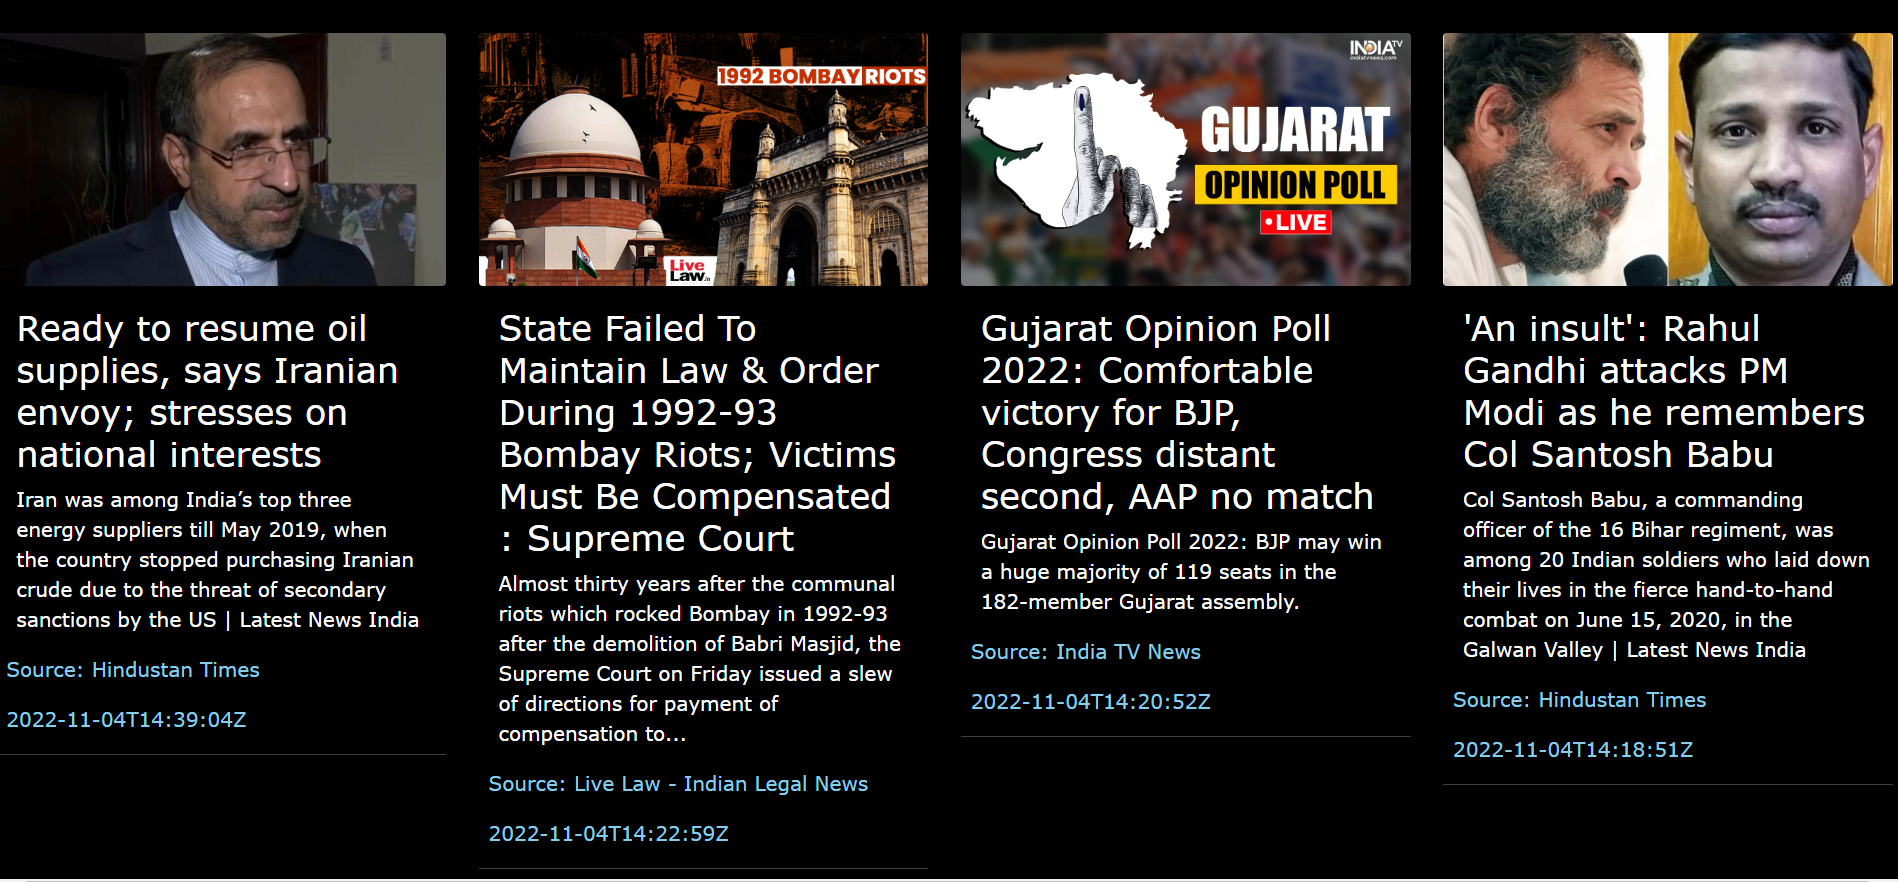 Ready to resume oil
supplies, says Iranian
envoy; stresses on
national interests
Iran was among India’s top three
energy suppliers till May 2019, when
the country stopped purchasing Iranian
crude due to the threat of secondary
sanctions by the US | Latest News India
Source: Hindustan Times
2022-11-04T14:39:04Z
1992 BOMBAY RIOTS
Live
Law.in
State Failed To
Maintain Law & Order
During 1992-93
Bombay Riots; Victims
Must Be Compensated
: Supreme Court
Almost thirty years after the communal
riots which rocked Bombay in 1992-93
after the demolition of Babri Masjid, the
Supreme Court on Friday issued a slew
of directions for payment of
compensation to...
Source: Live Law - Indian Legal News
2022-11-04T14:22:59Z
INDIA TV
indiatvnews.com
GUJARAT
OPINION POLL
LIVE
Gujarat Opinion Poll
2022: Comfortable
victory for BJP,
Congress distant
second, AAP no match
Gujarat Opinion Poll 2022: BJP may win
a huge majority of 119 seats in the
182-member Gujarat assembly.
Source: India TV News
2022-11-04T14:20:52Z
'An insult': Rahul
Gandhi attacks PM
Modi as he remembers
Col Santosh Babu
Col Santosh Babu, a commanding
officer of the 16 Bihar regiment, was
among 20 Indian soldiers who laid down
their lives in the fierce hand-to-hand
combat on June 15, 2020, in the
Galwan Valley | Latest News India
Source: Hindustan Times
2022-11-04T14:18:51Z